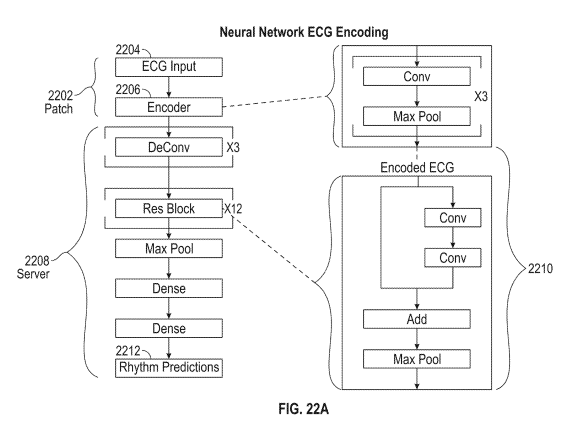 Neural Network ECG Encoding
2204
ECG Input
2202
Patch
2206
Encoder
DeConv
X3
Res Block
X12
Max Pool
2208
Server
Dense
Dense
2212
Rhythm Predictions
Conv
X3
Max Pool
Encoded ECG
Conv
Conv
2210
Add
Max Pool
FIG. 22A